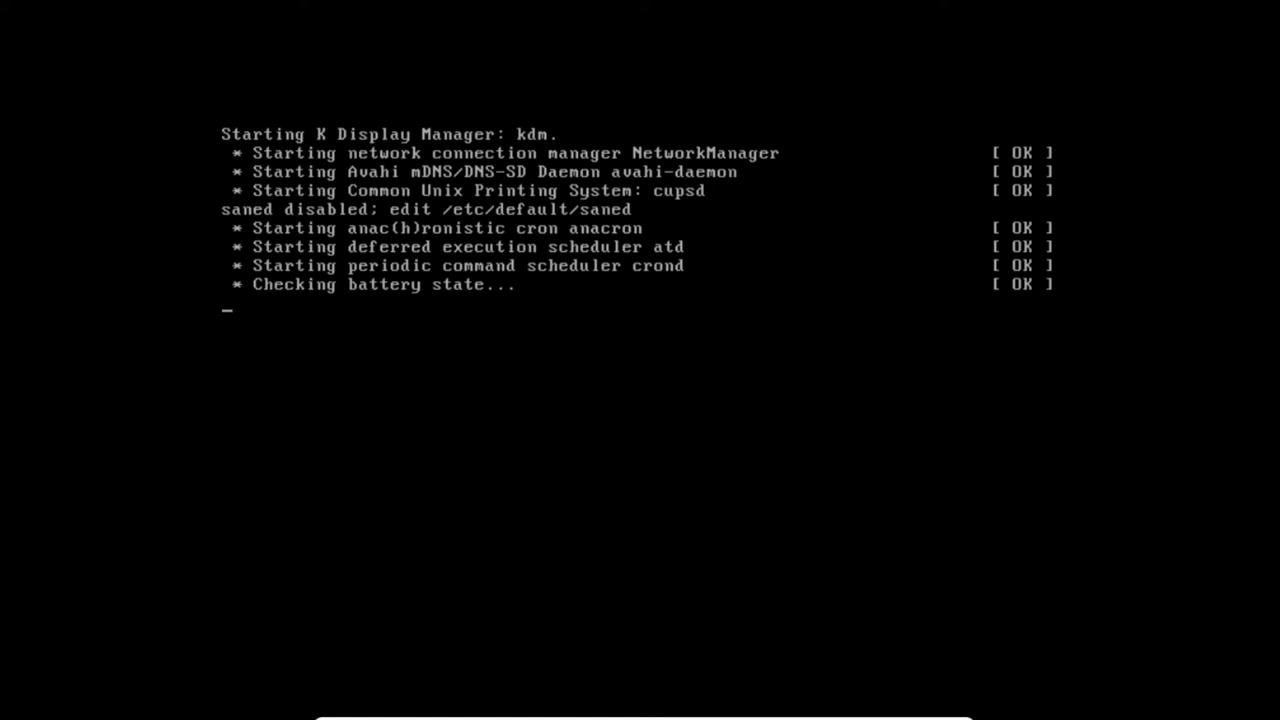 Starting K Display Manager: kdm.
* Starting network connection manager NetworkManager [ OK ]
* Starting Avahi mDNS/DNS-SD Daemon avahi-daemon [ OK ]
* Starting Common Unix Printing System: cupsd [ OK ]
saned disabled; edit /etc/default/saned
* Starting anac(h)ronistic cron anacron [ OK ]
* Starting deferred execution scheduler atd [ OK ]
* Starting periodic command scheduler crond [ OK ]
* Checking battery state... [ OK ]
_